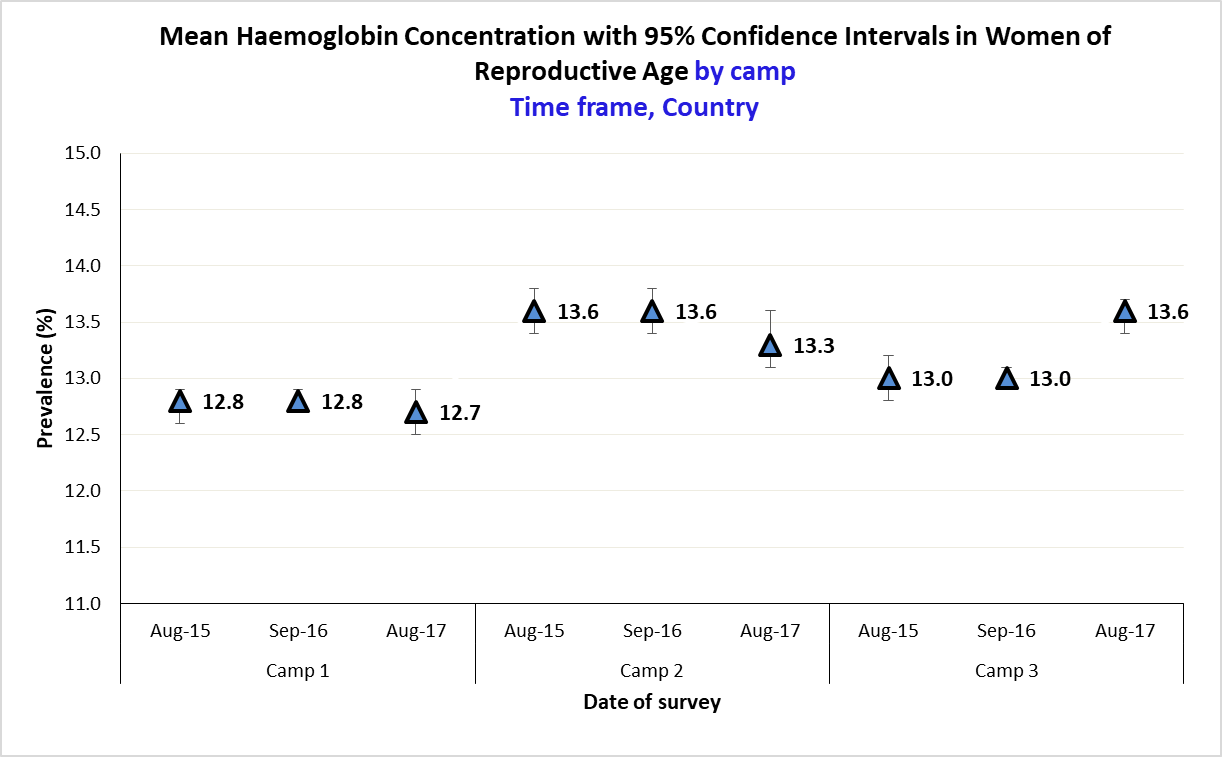 Mean Haemoglobin Concentration with 95% Confidence Intervals in Women of
Reproductive Age by camp
Time frame, Country
15.0
14.5
14.0
13.5
13.0
12.5
12.0
11.5
11.0
Prevalence (%)
12.8
12.8
12.7
13.6
13.6
13.3
13.0
13.0
13.6
Aug-15 Sep-16 Aug-17 Aug-15 Sep-16 Aug-17 Aug-15 Sep-16 Aug-17
Camp 1 Camp 2 Camp 3
Date of survey